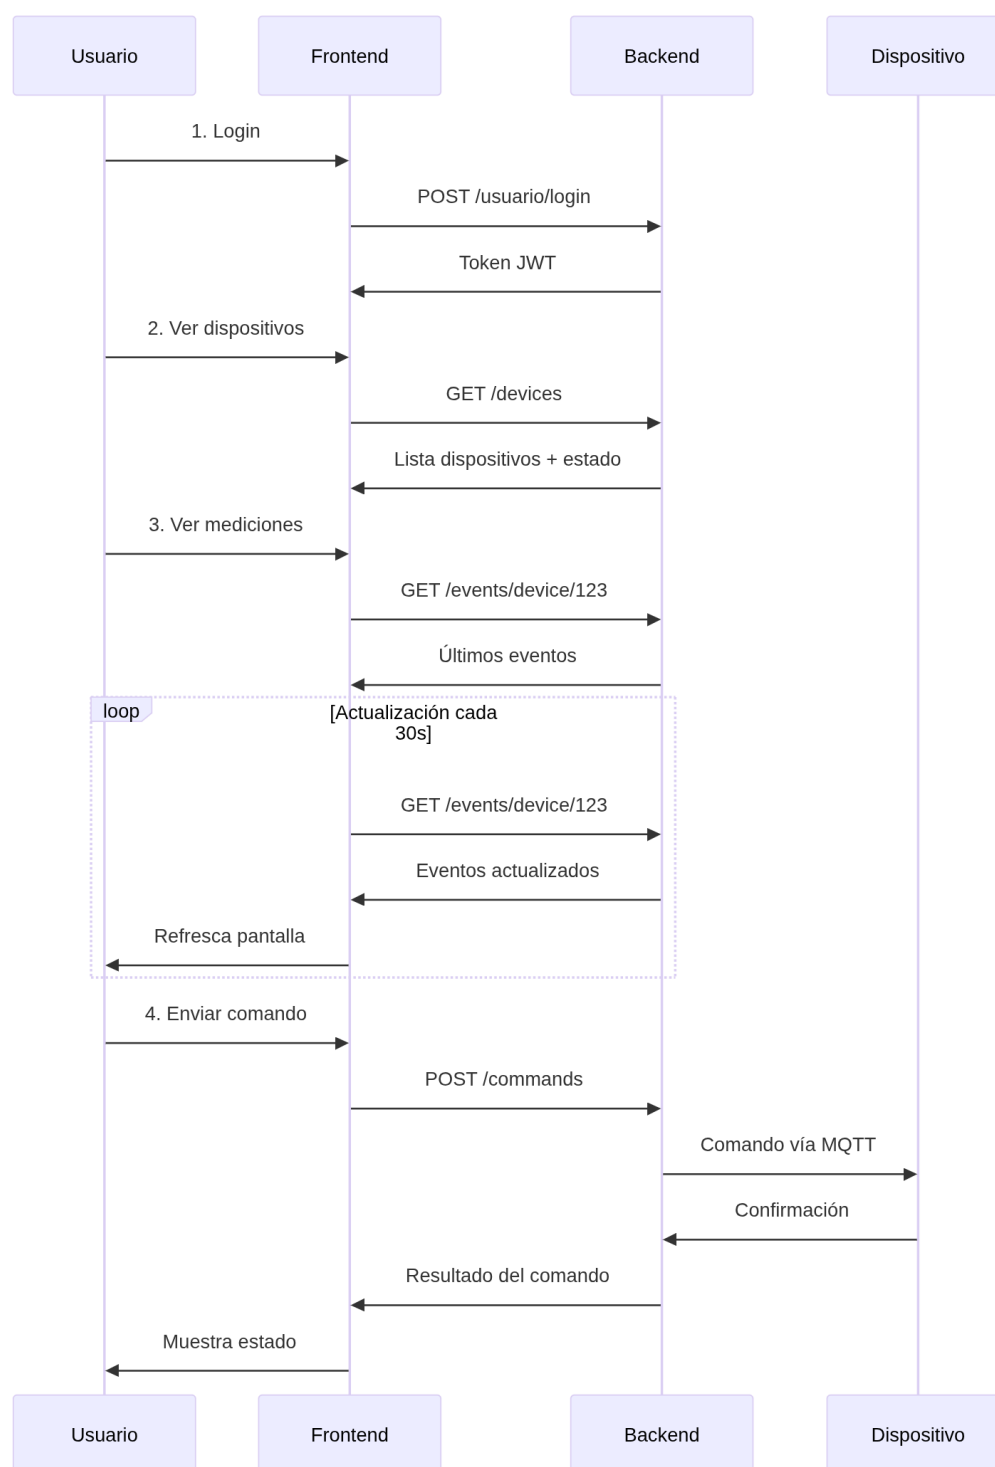 Usuario
Frontend
Backend
Dispositivo
1. Login
POST /usuario/login
Token JWT
2. Ver dispositivos
GET /devices
Lista dispositivos + estado
3. Ver mediciones
GET /events/device/123
Últimos eventos
loop
[Actualización cada
30s]
GET /events/device/123
Eventos actualizados
Refresca pantalla
4. Enviar comando
POST /commands
Comando vía MQTT
Confirmación
Resultado del comando
Muestra estado
Usuario
Frontend
Backend
Dispositivo